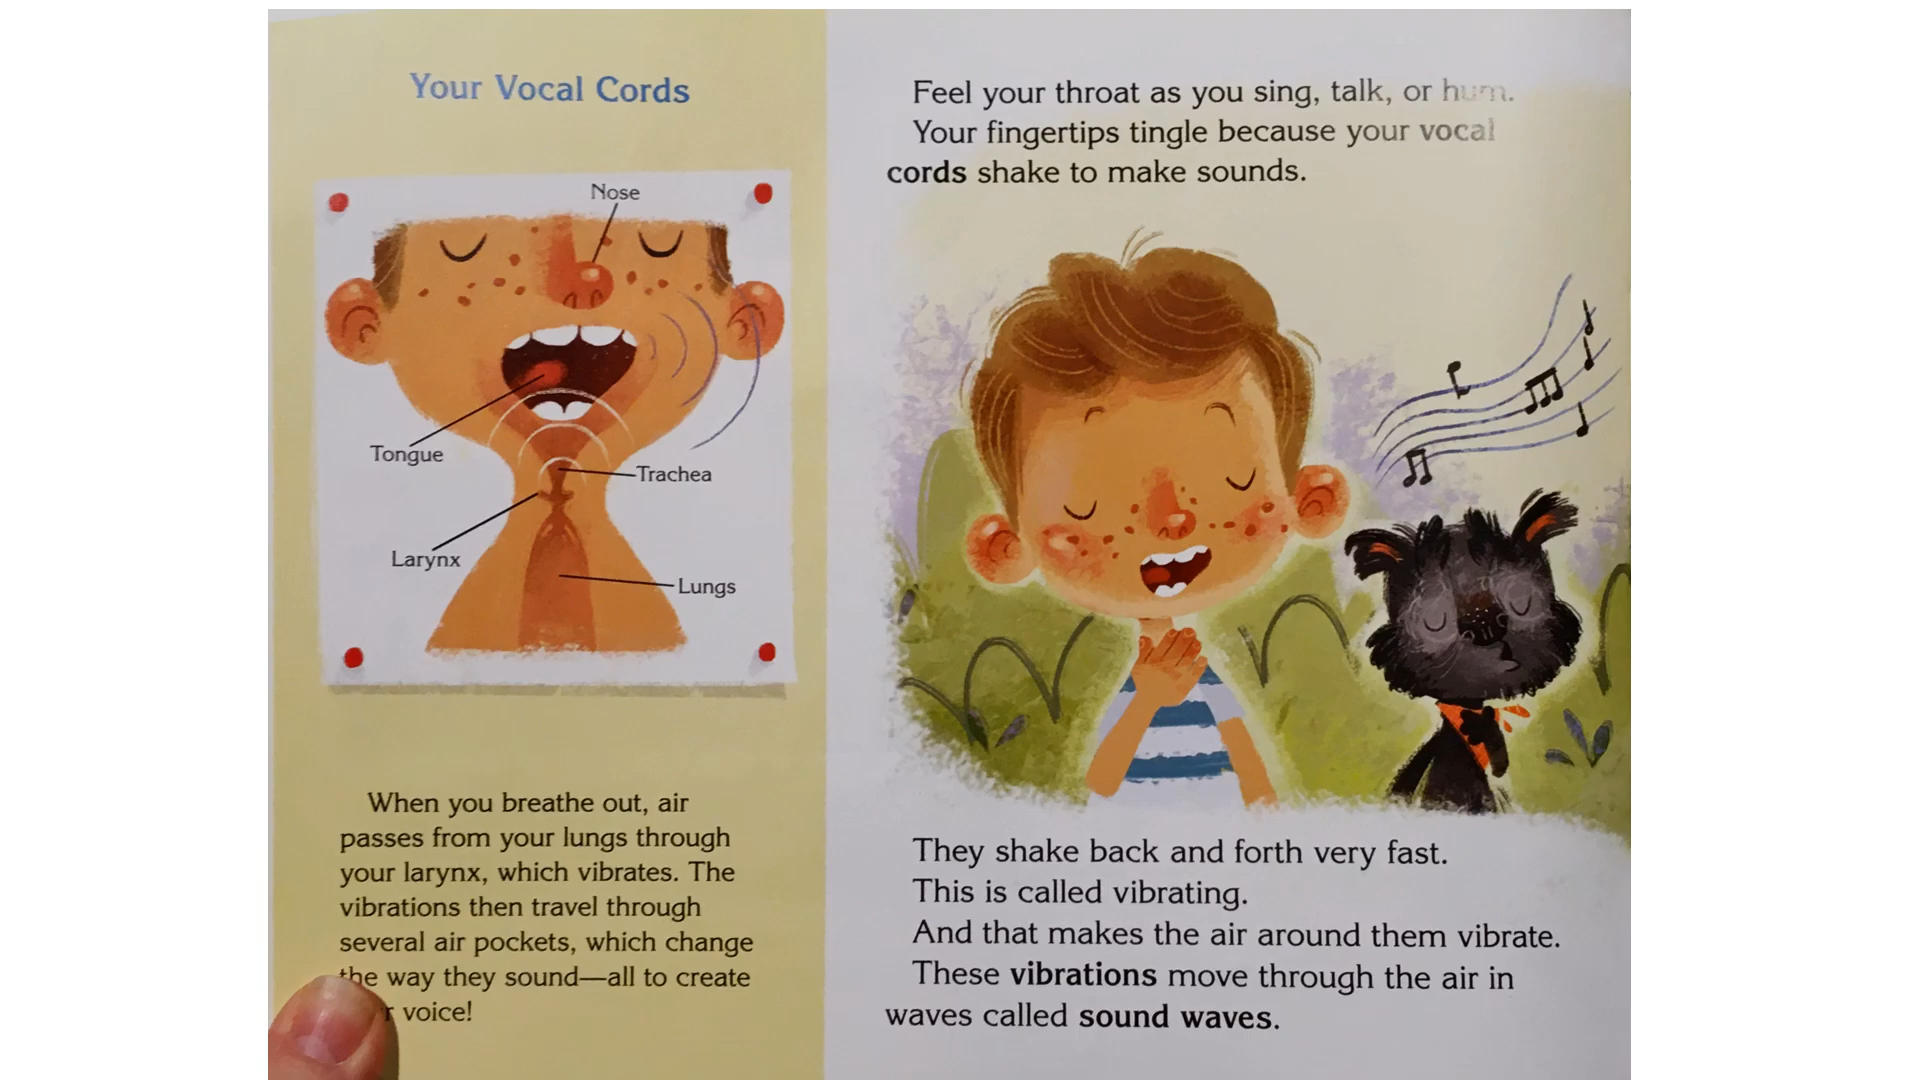 Your Vocal Cords
Nose
Tongue
Trachea
Larynx
Lungs
When you breathe out, air
passes from your lungs through
your larynx, which vibrates. The
vibrations then travel through
several air pockets, which change
the way they sound—all to create
voice!
Feel your throat as you sing, talk, or hum.
Your fingertips tingle because your vocal
cords shake to make sounds.
They shake back and forth very fast.
This is called vibrating.
And that makes the air around them vibrate.
These vibrations move through the air in
waves called sound waves.